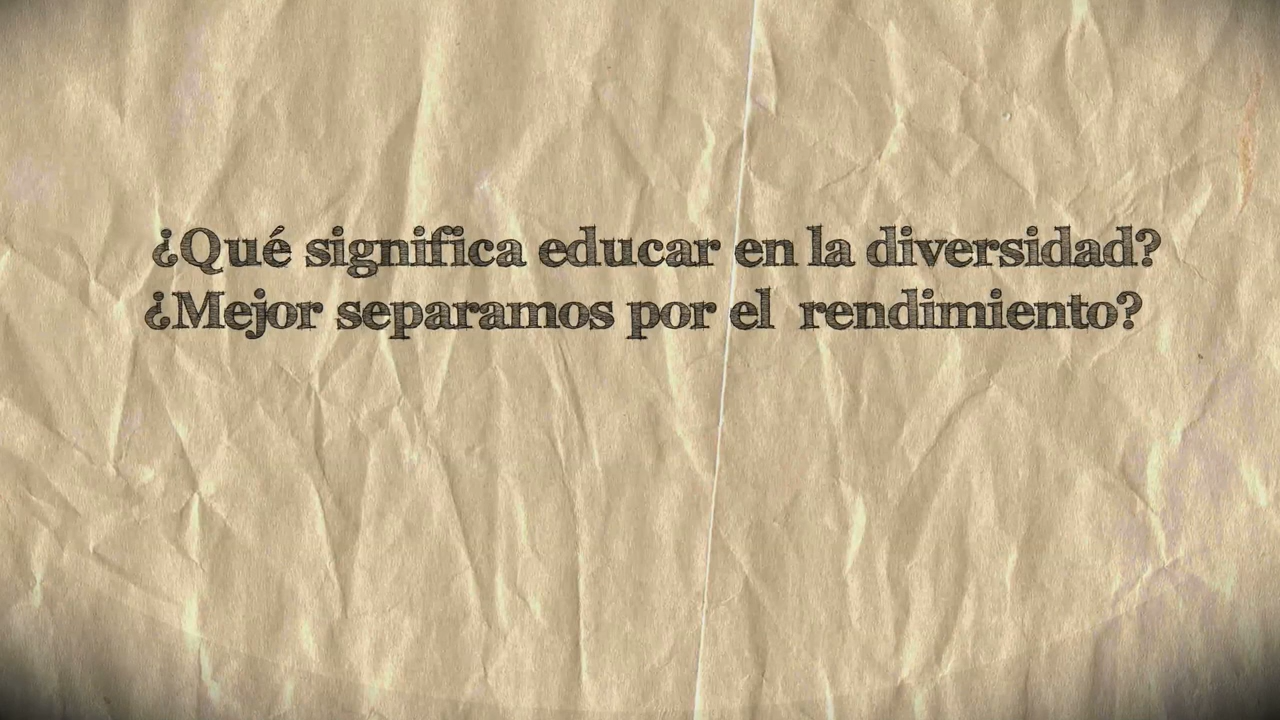 ¿Qué significa educar en la diversidad?
¿Mejor separamos por el rendimiento?